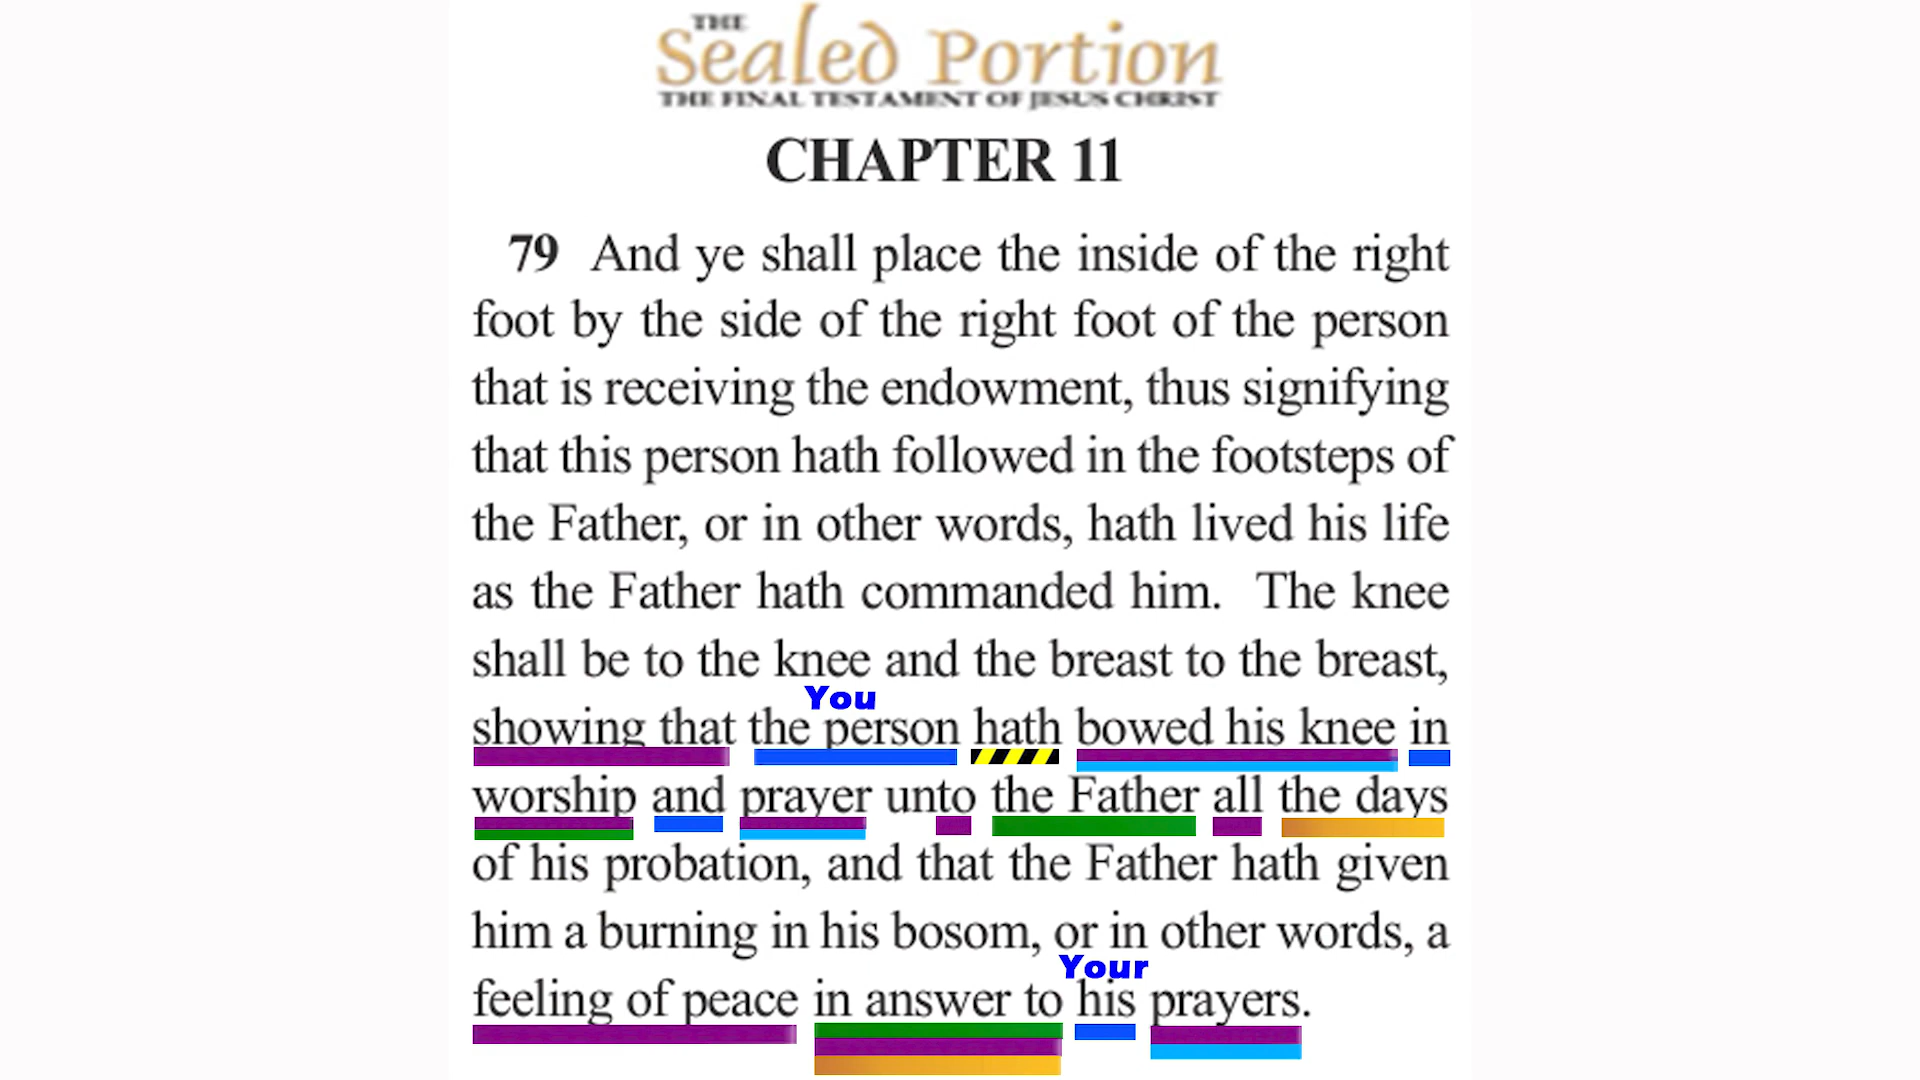 THE
Sealed Portion
THE FINAL TESTAMENT OF JESUS CHRIST
CHAPTER 11
79 And ye shall place the inside of the right
foot by the side of the right foot of the person
that is receiving the endowment, thus signifying
that this person hath followed in the footsteps of
the Father, or in other words, hath lived his life
as the Father hath commanded him. The knee
shall be to the knee and the breast to the breast,
You
showing that the person hath bowed his knee in
worship and prayer unto the Father all the days
of his probation, and that the Father hath given
him a burning in his bosom, or in other words, a
Your
feeling of peace in answer to his prayers.